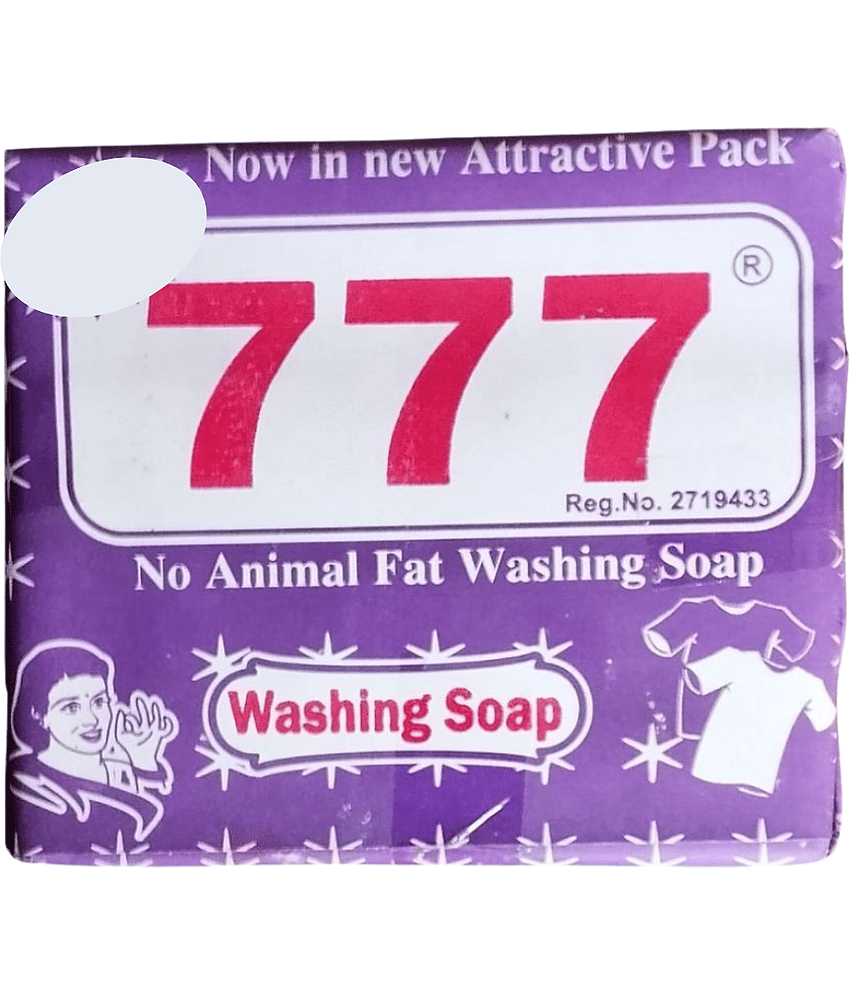 Now in new Attractive Pack
777 ®
Reg.No. 2719433
No Animal Fat Washing Soap
Washing Soap